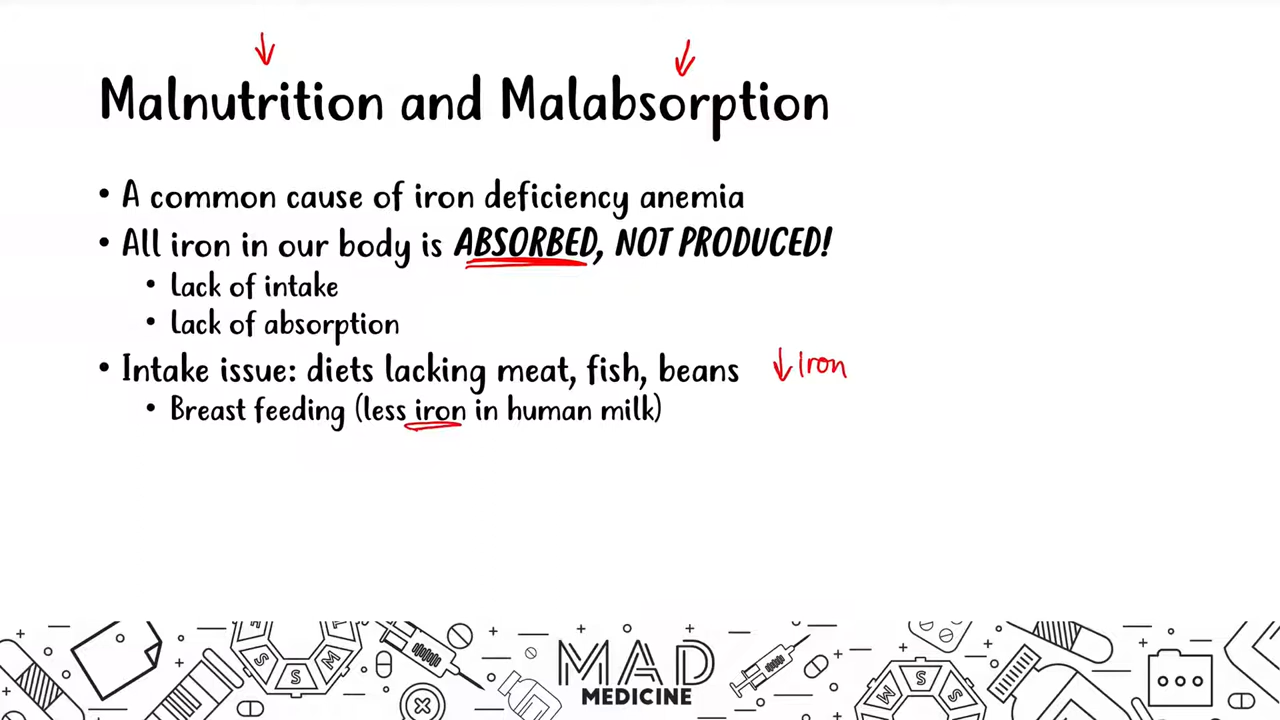 Malnutrition and Malabsorption
• A common cause of iron deficiency anemia
• All iron in our body is ABSORBED, NOT PRODUCED!
• Lack of intake
• Lack of absorption
• Intake issue: diets lacking meat, fish, beans ↓ Iron
• Breast feeding (less iron in human milk)
MAD
MEDICINE